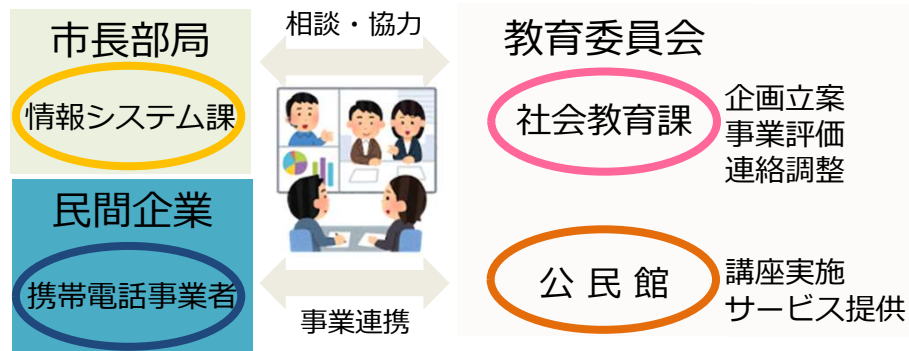 市長部局
情報システム課
民間企業
携帯電話事業者
相談・協力
事業連携
教育委員会
社会教育課
企画立案
事業評価
連絡調整
公民館
講座実施
サービス提供